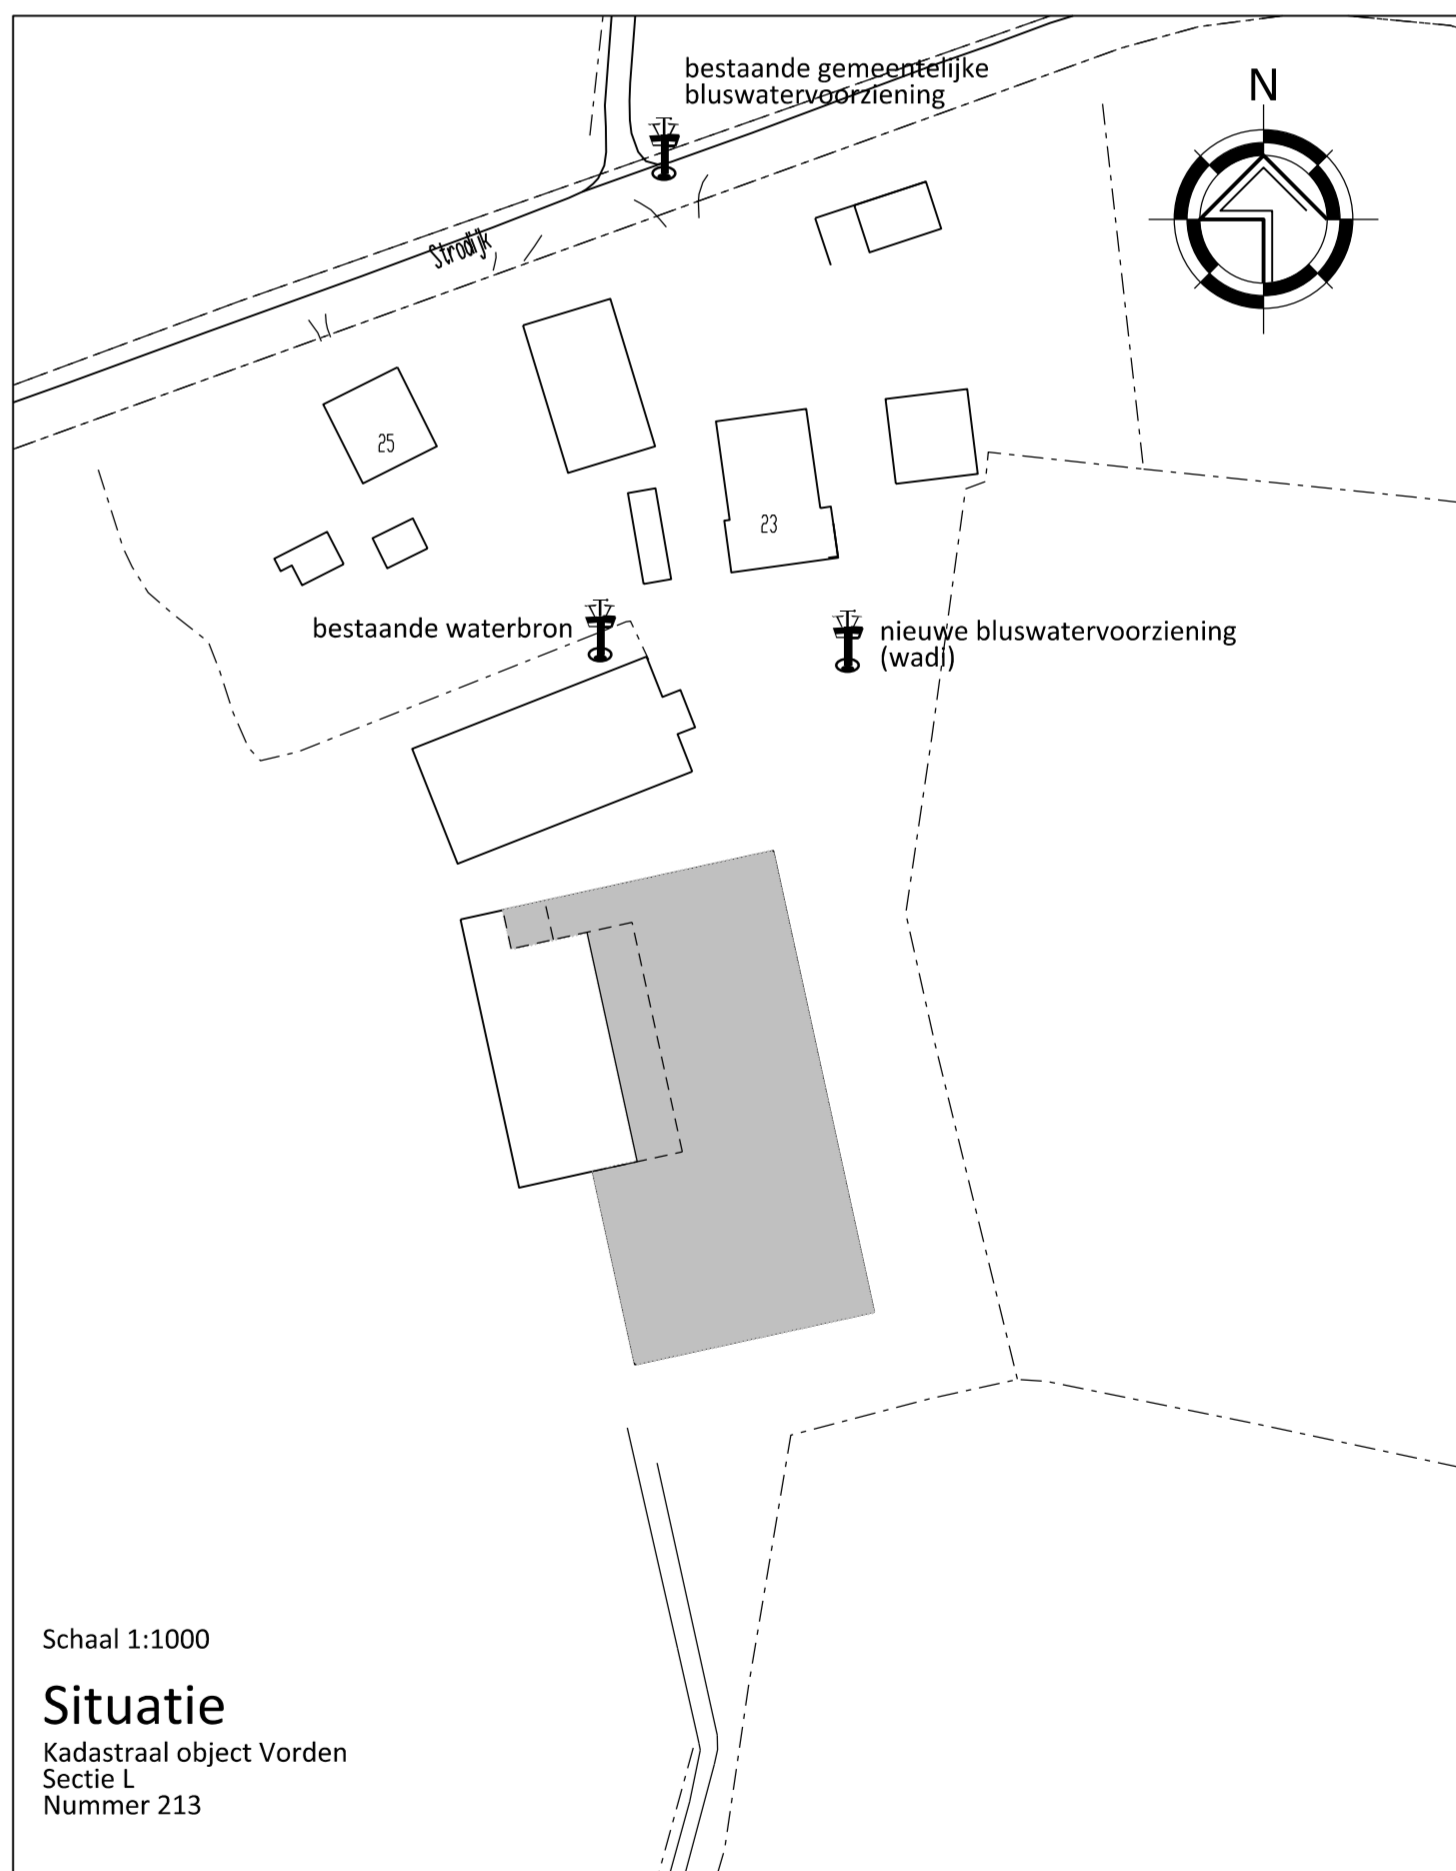 bestaande gemeentelijke
bluswatervoorziening
N
Strodijk
25
23
bestaande waterbron
nieuwe bluswatervoorziening
(wadi)
Schaal 1:1000
Situatie
Kadastraal object Vorden
Sectie L
Nummer 213